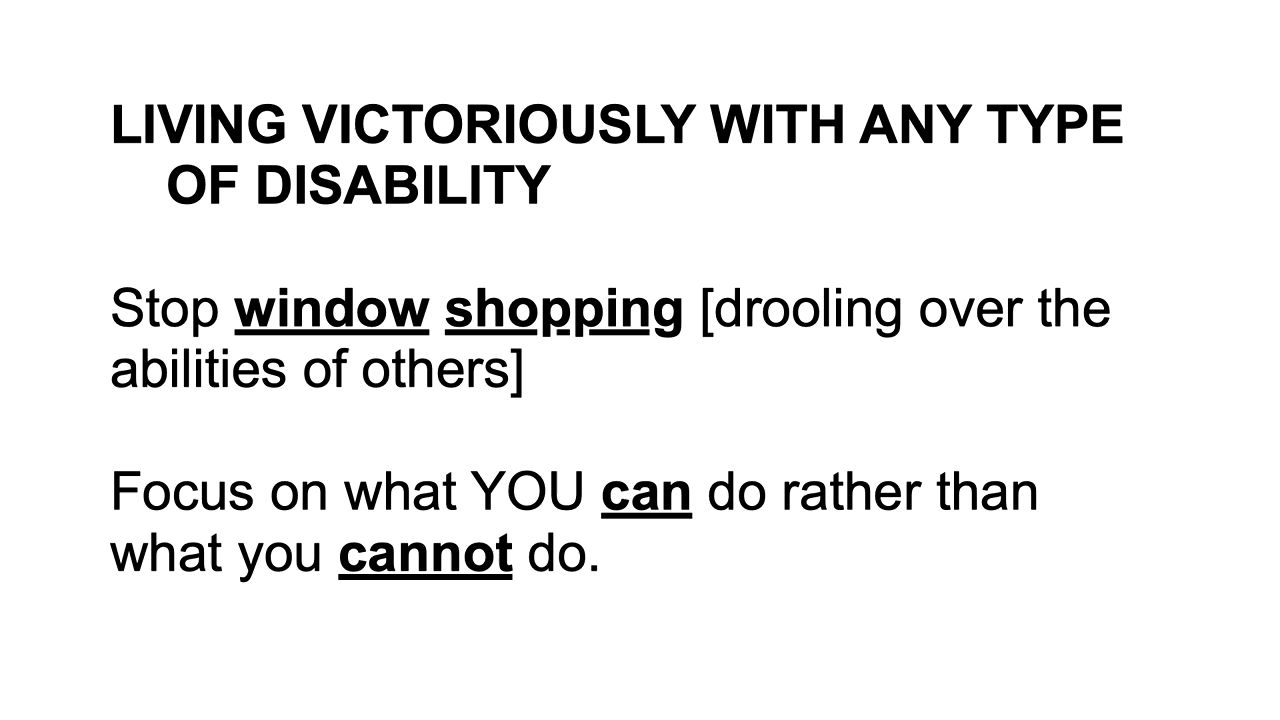 LIVING VICTORIOUSLY WITH ANY TYPE
OF DISABILITY
Stop window shopping [drooling over the
abilities of others]
Focus on what YOU can do rather than
what you cannot do.